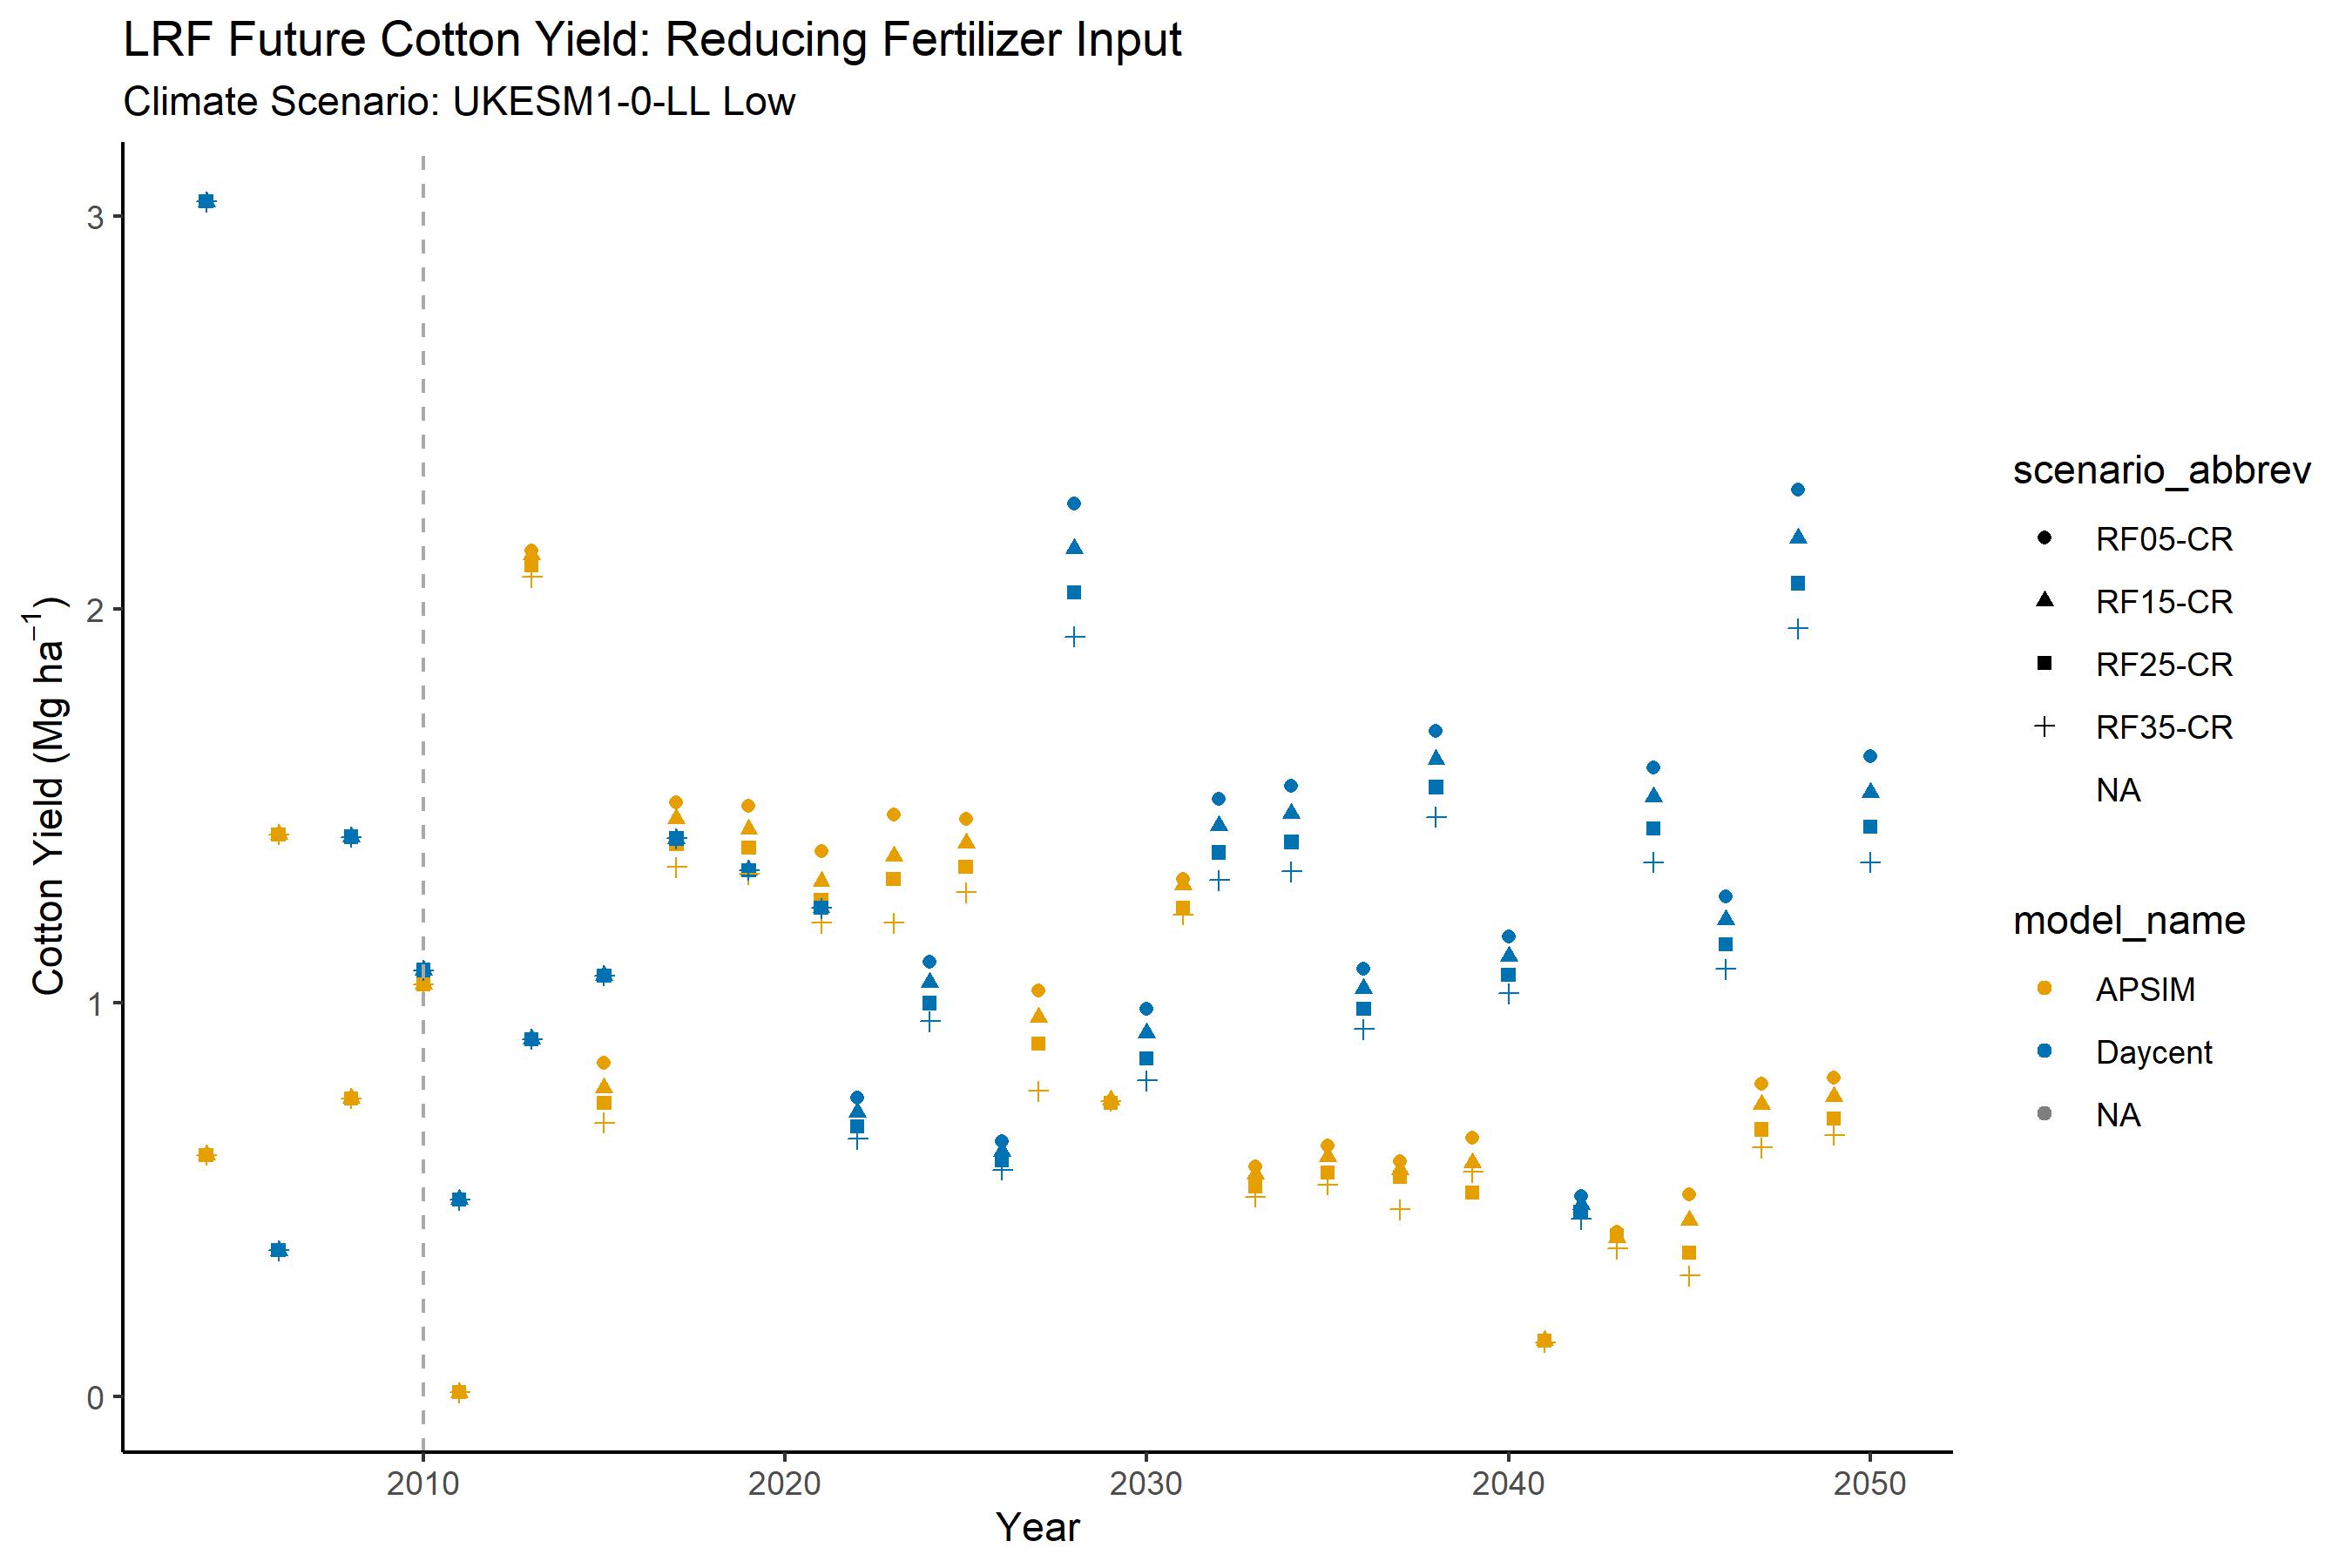 LRF Future Cotton Yield: Reducing Fertilizer Input
Climate Scenario: UKESM1-0-LL Low
Cotton Yield (Mg ha⁻¹)
3
2
1
0
2010
2020
2030
2040
2050
Year
scenario_abbrev
RF05-CR
RF15-CR
RF25-CR
RF35-CR
NA
model_name
APSIM
Daycent
NA